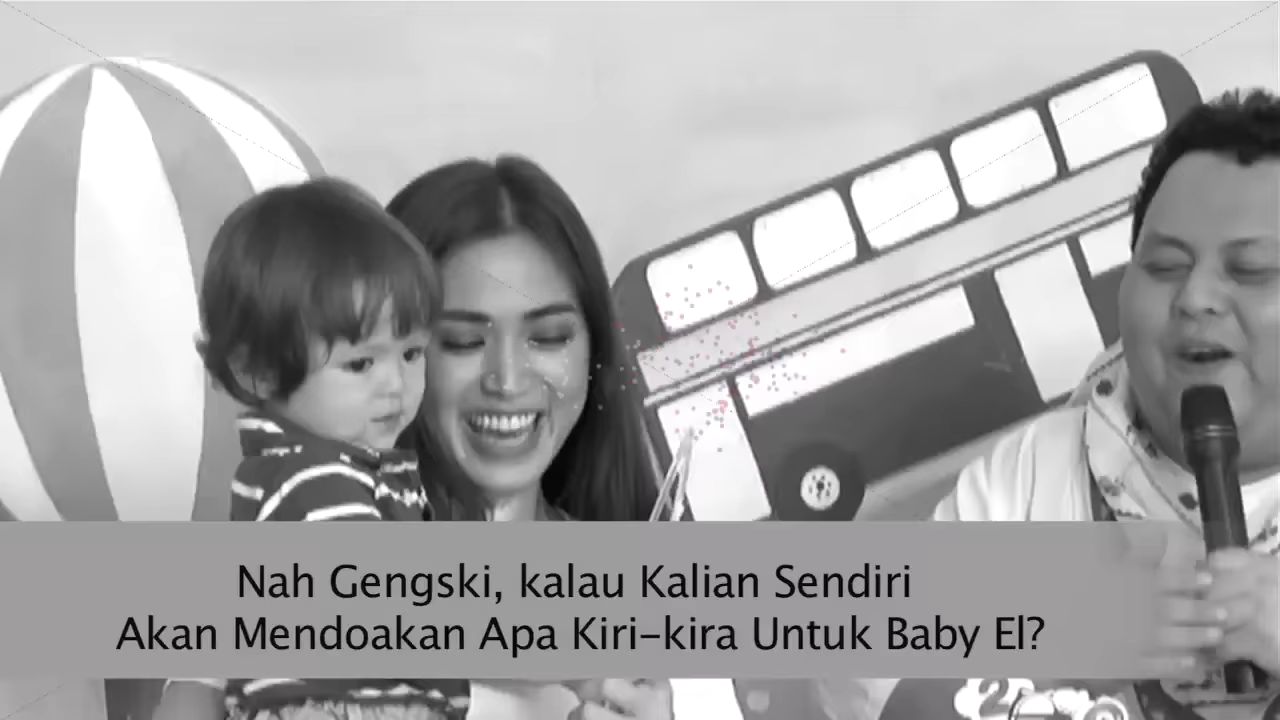 Nah Gengski, kalau Kalian Sendiri
Akan Mendoakan Apa Kiri-kira Untuk Baby El?